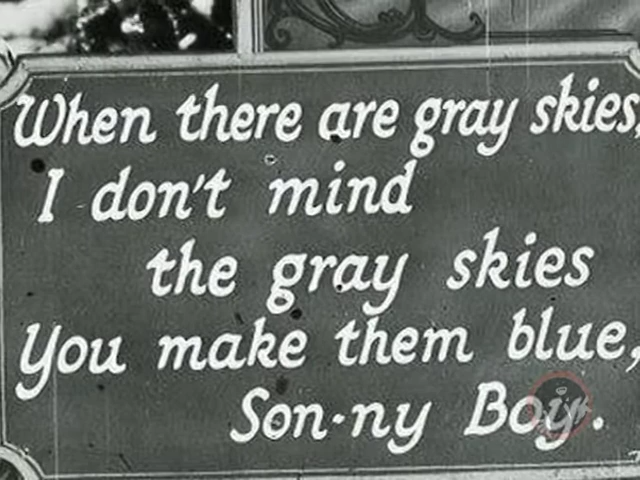 When there are gray skies,
I don't mind
the gray skies
You make them blue,
Son-ny Boy.